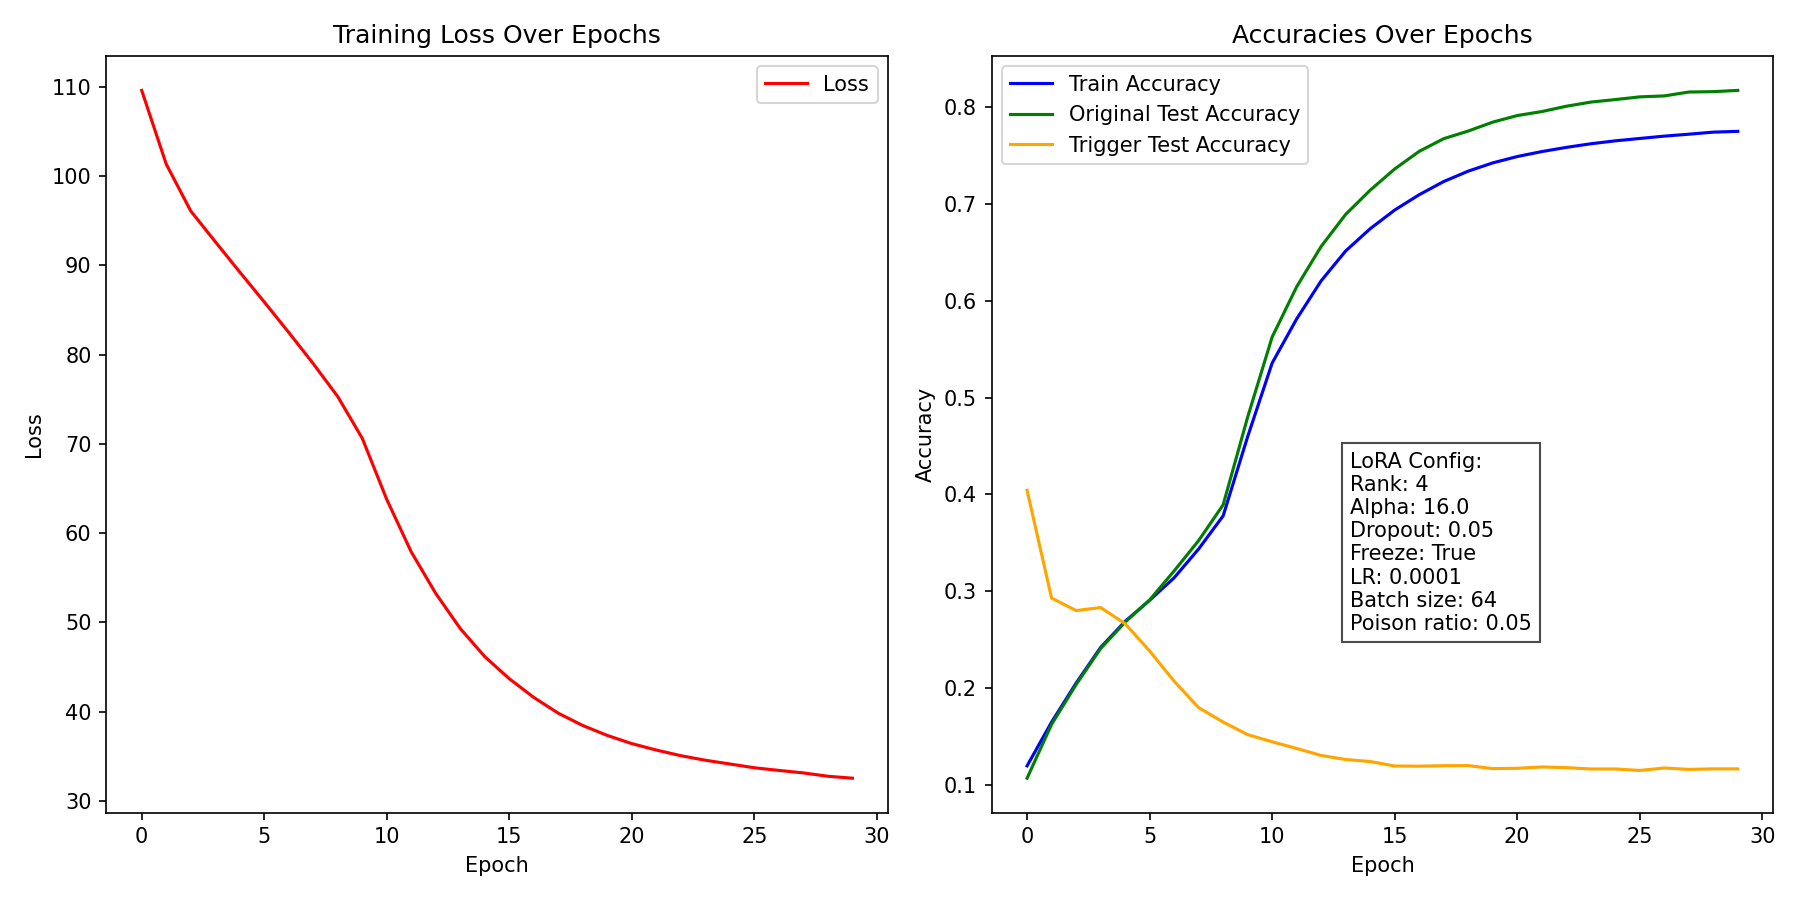 Training Loss Over Epochs
Loss
110
100
90
80
70
60
50
40
30
Loss
0 5 10 15 20 25 30
Epoch
Accuracies Over Epochs
Train Accuracy
Original Test Accuracy
Trigger Test Accuracy
0.8
0.7
0.6
0.5
0.4
0.3
0.2
0.1
Accuracy
LoRA Config:
Rank: 4
Alpha: 16.0
Dropout: 0.05
Freeze: True
LR: 0.0001
Batch size: 64
Poison ratio: 0.05
0 5 10 15 20 25 30
Epoch